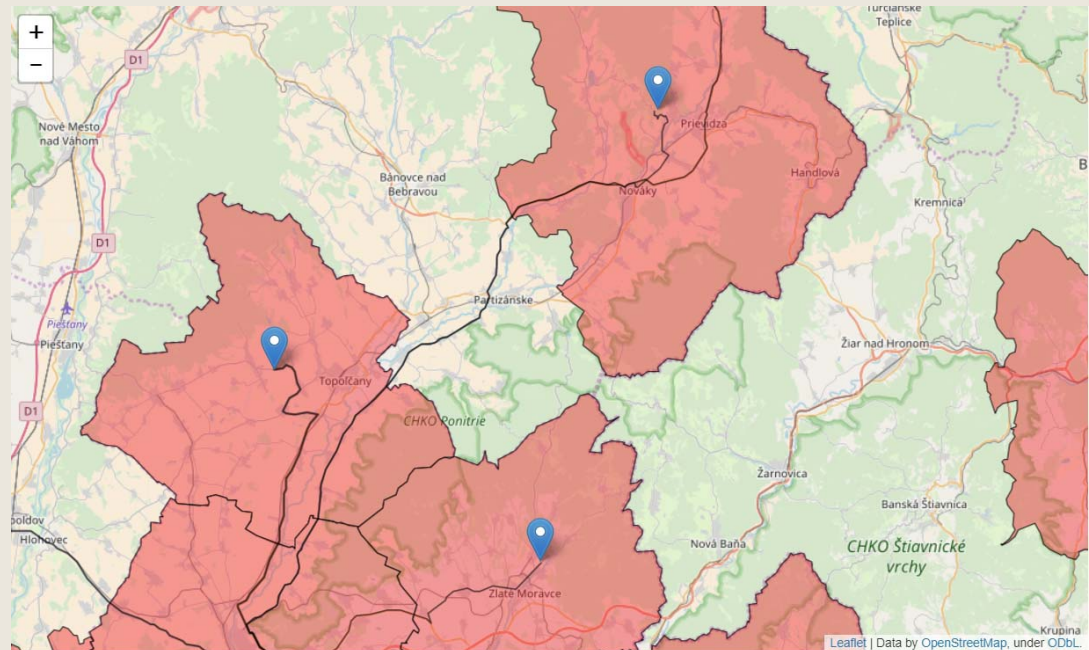 +
−
D1
Turčianske
Teplice
Nové Mesto
nad Váhom
Prievidza
Bánovce nad
Bebravou
Handlová
Nováky
Kremnica
B
D1
Partizánske
Piešťany
Piešťany
Žiar nad Hronom
Topoľčany
D1
CHKO Ponitrie
Žarnovica
Banská Štiavnica
poldov
Hlohovec
Nová Baňa
CHKO Štiavnické
vrchy
Zlaté Moravce
Krupina
Leaflet | Data by OpenStreetMap, under ODbL.